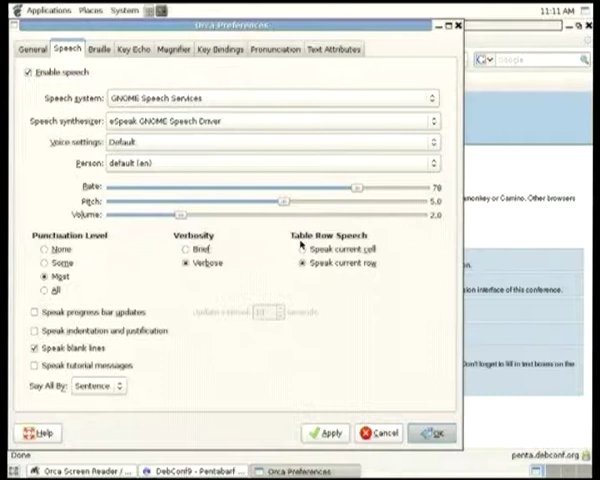 Applications Places System 11:11 AM
Orca Preferences
General Speech Braille Key Echo Magnifier Key Bindings Pronunciation Text Attributes
Google
Enable speech
Speech system: GNOME Speech Services
Speech synthesizer: eSpeak GNOME Speech Driver
Voice settings: Default
Person: default (en)
Rate: 70
Pitch: 5.0
Volume: 2.0
monkey or Camino. Other browsers
Punctuation Level Verbosity Table Row Speech
None Brief Speak current cell
Some Verbose Speak current row
Most
All
sion interface of this conference.
Speak progress bar updates Update interval: 10 seconds
Speak indentation and justification
Speak blank lines
Speak tutorial messages
Don't forget to fill in text boxes on the
Say All By: Sentence
Help Apply Cancel OK
Done penta.debconf.org
Orca Screen Reader / ... DebConf9 - Pentabarf ... Orca Preferences